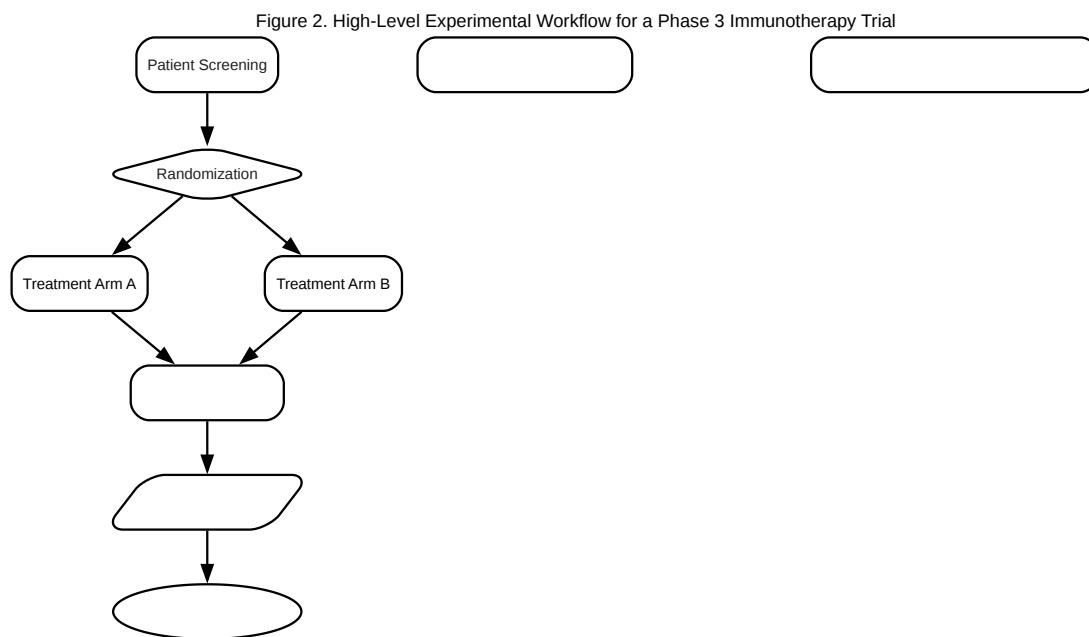 Figure 2. High-Level Experimental Workflow for a Phase 3 Immunotherapy Trial
Patient Screening
Randomization
Treatment Arm A
Treatment Arm B